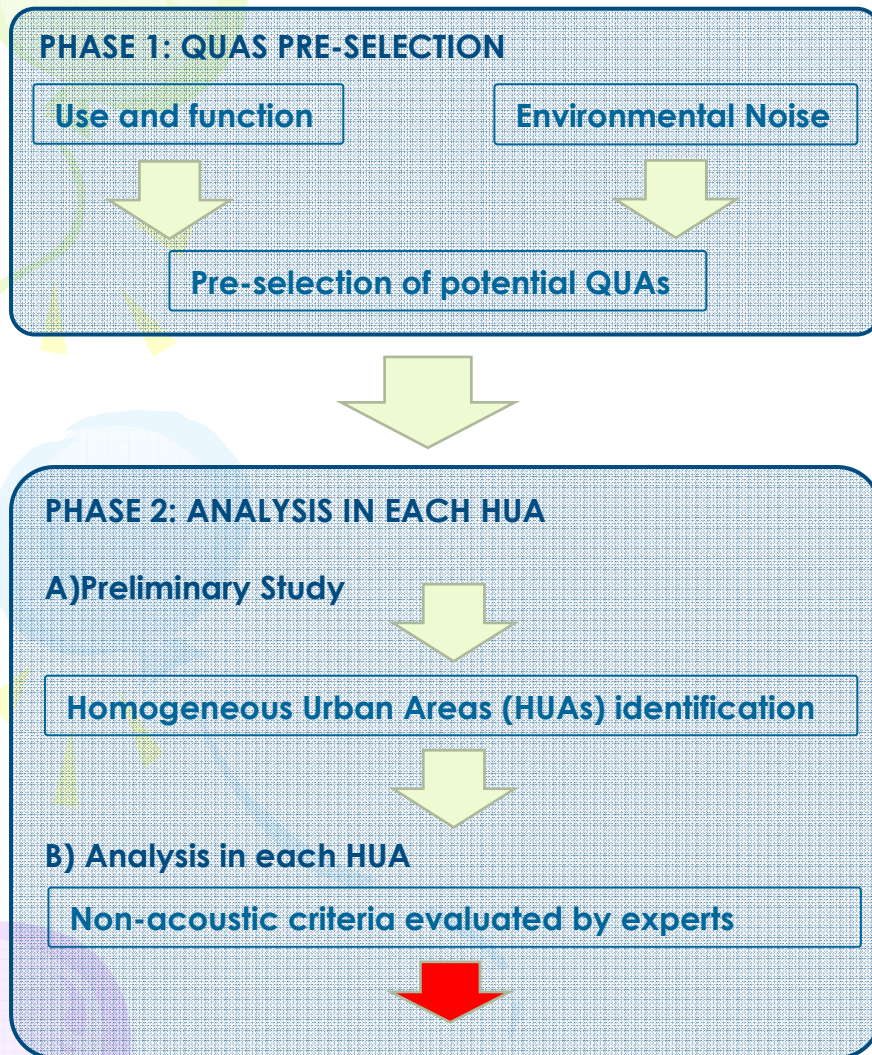 PHASE 1: QUAS PRE-SELECTION
Use and function
Environmental Noise
Pre-selection of potential QUAs
PHASE 2: ANALYSIS IN EACH HUA
A)Preliminary Study
Homogeneous Urban Areas (HUAs) identification
B) Analysis in each HUA
Non-acoustic criteria evaluated by experts